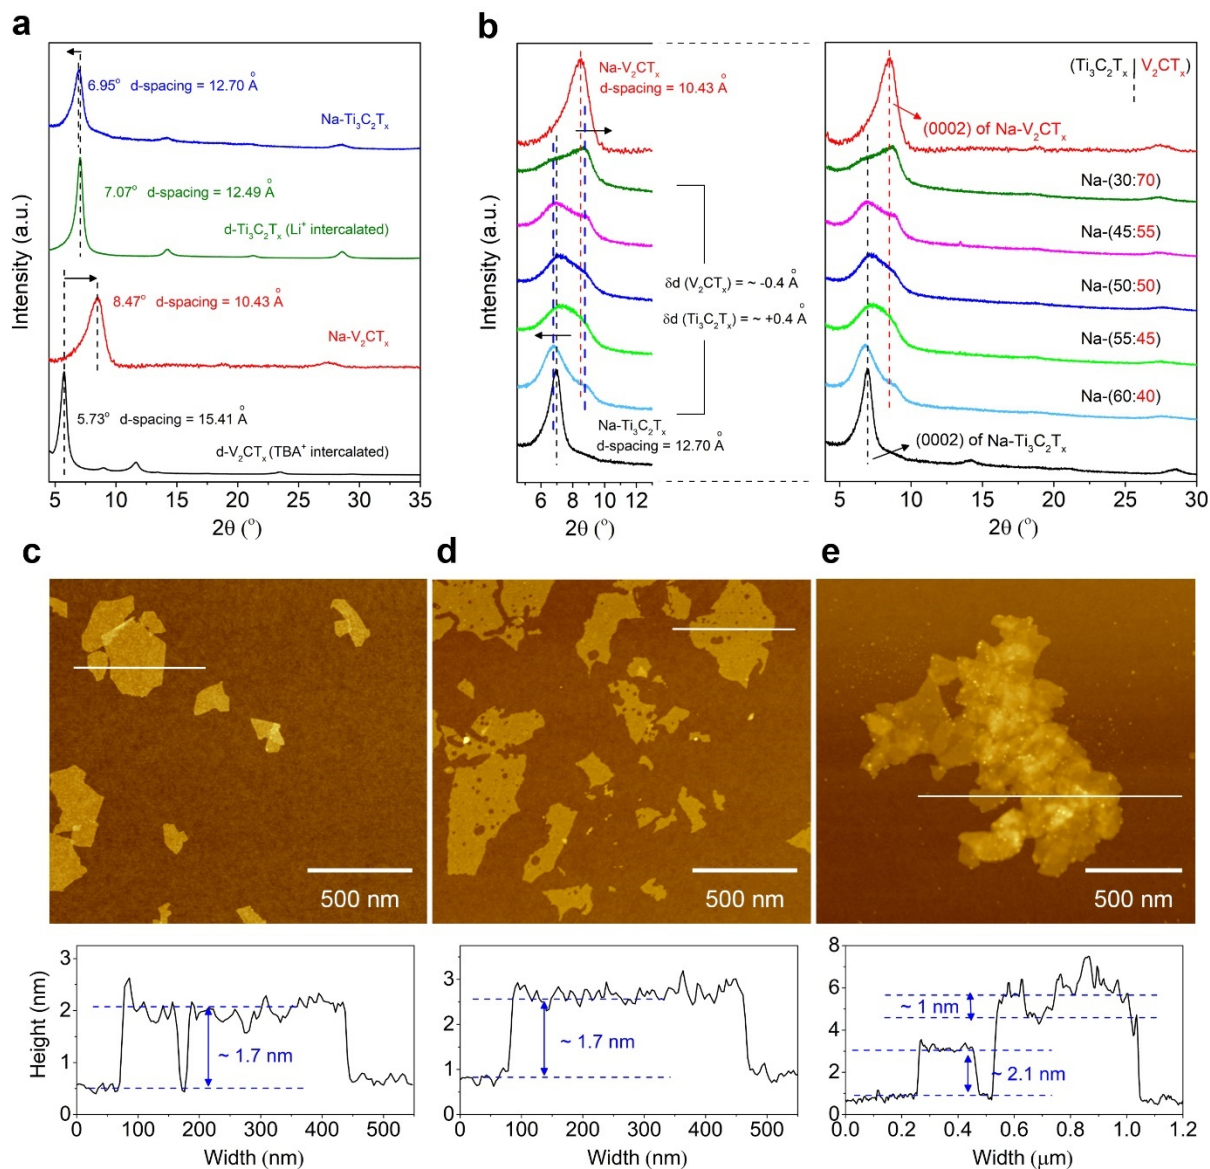 a
Intensity (a.u.)
6.95° d-spacing = 12.70 Å
Na-Ti₃C₂Tₓ
7.07° d-spacing = 12.49 Å
d-Ti₃C₂Tₓ (Li⁺ intercalated)
8.47° d-spacing = 10.43 Å
Na-V₂CTₓ
5.73° d-spacing = 15.41 Å
d-V₂CTₓ (TBA⁺ intercalated)
5 10 15 20 25 30 35
2θ (°)
b
Intensity (a.u.)
Na-V₂CTₓ
d-spacing = 10.43 Å
δd (V₂CTₓ) = ~ -0.4 Å
δd (Ti₃C₂Tₓ) = ~ +0.4 Å
Na-Ti₃C₂Tₓ
d-spacing = 12.70 Å
6 8 10 12
2θ (°)
Intensity (a.u.)
(Ti₃C₂Tₓ | V₂CTₓ)
(0002) of Na-V₂CTₓ
Na-(30:70)
Na-(45:55)
Na-(50:50)
Na-(55:45)
Na-(60:40)
(0002) of Na-Ti₃C₂Tₓ
5 10 15 20 25 30
2θ (°)
c
500 nm
d
500 nm
e
500 nm
Height (nm)
3
2
1
0
~ 1.7 nm
0 100 200 300 400 500
Width (nm)
3
2
1
0
~ 1.7 nm
0 100 200 300 400 500
Width (nm)
8
6
4
2
0
~ 1 nm
~ 2.1 nm
0.0 0.2 0.4 0.6 0.8 1.0 1.2
Width (μm)